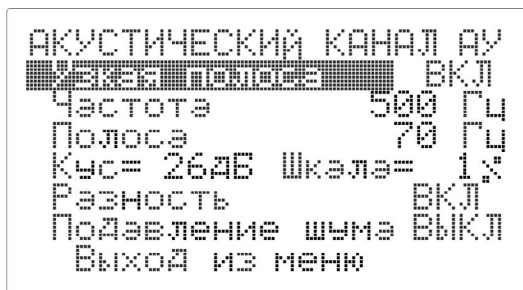 АКУСТИЧЕСКИЙ КАНАЛ АУ
Узкая полоса ВКЛ
Частота 500 Гц
Полоса 70 Гц
Кус= 26дБ Шкала= 1%
Разность ВКЛ
Подавление шума ВЫКЛ
Выход из меню